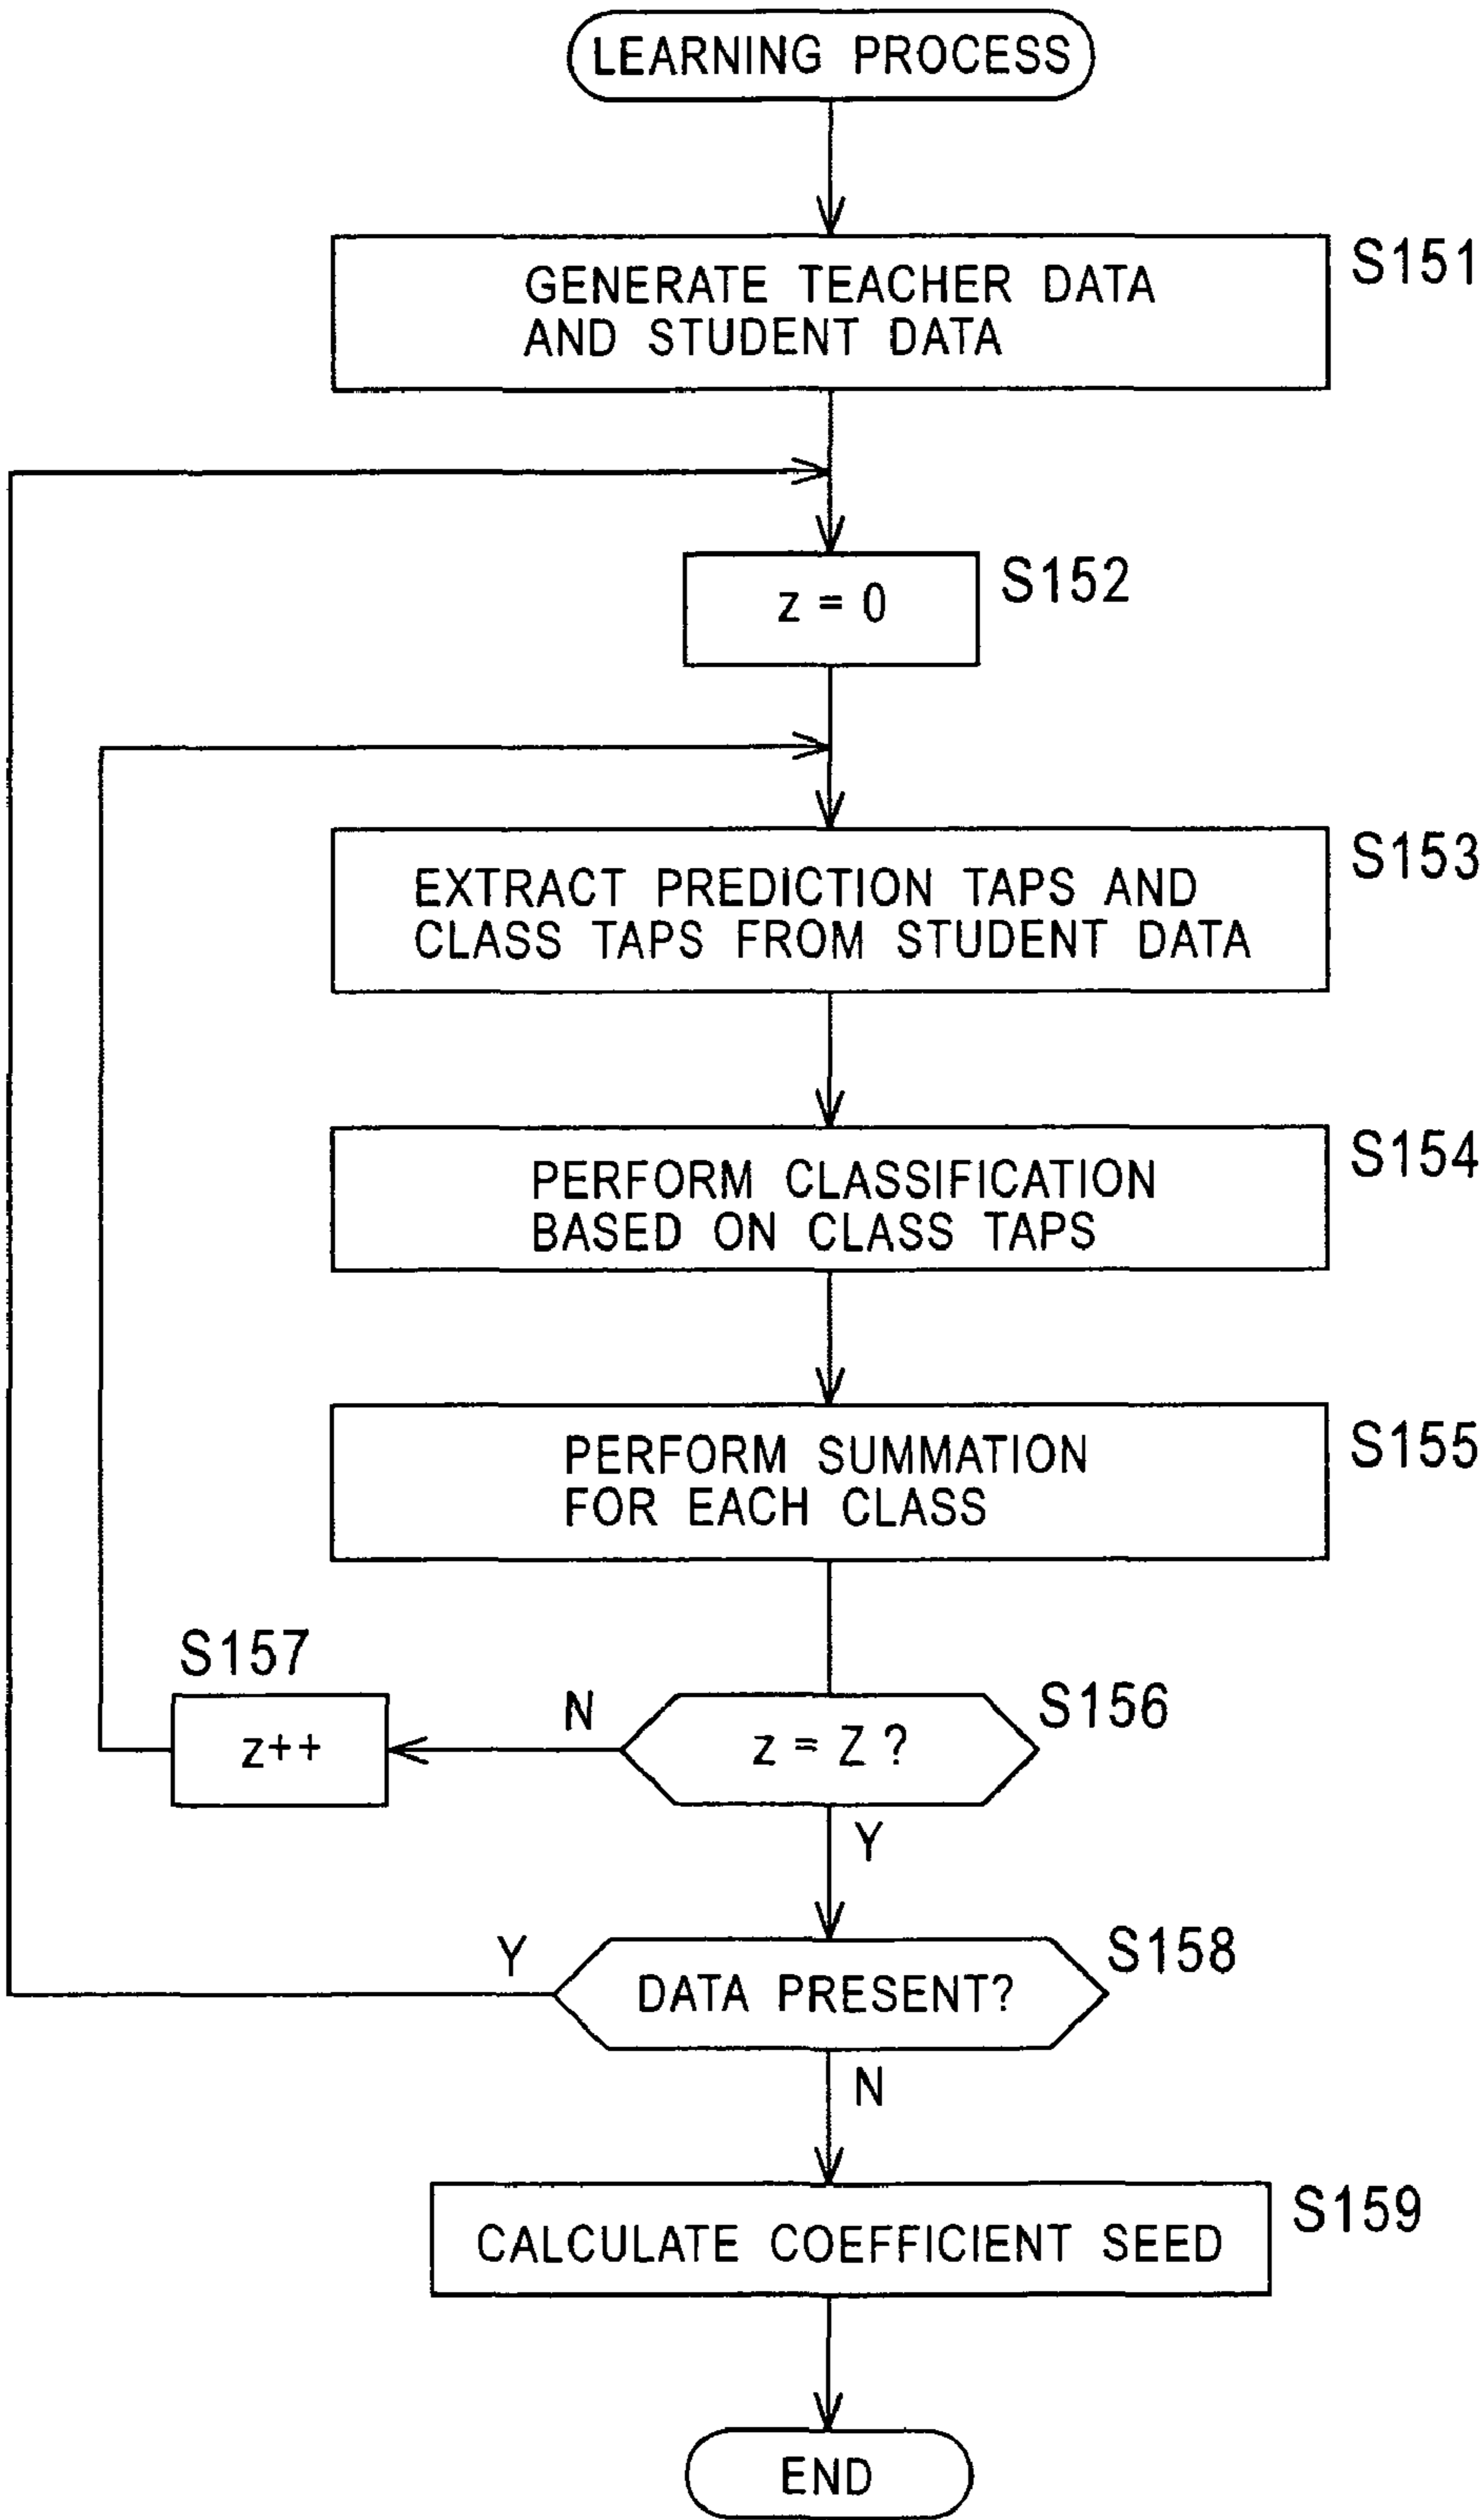 LEARNING PROCESS
S151
GENERATE TEACHER DATA
AND STUDENT DATA
S152
z = 0
S153
EXTRACT PREDICTION TAPS AND
CLASS TAPS FROM STUDENT DATA
S154
PERFORM CLASSIFICATION
BASED ON CLASS TAPS
S155
PERFORM SUMMATION
FOR EACH CLASS
S157
z++
N
S156
z = Z ?
Y
S158
Y
DATA PRESENT?
N
S159
CALCULATE COEFFICIENT SEED
END